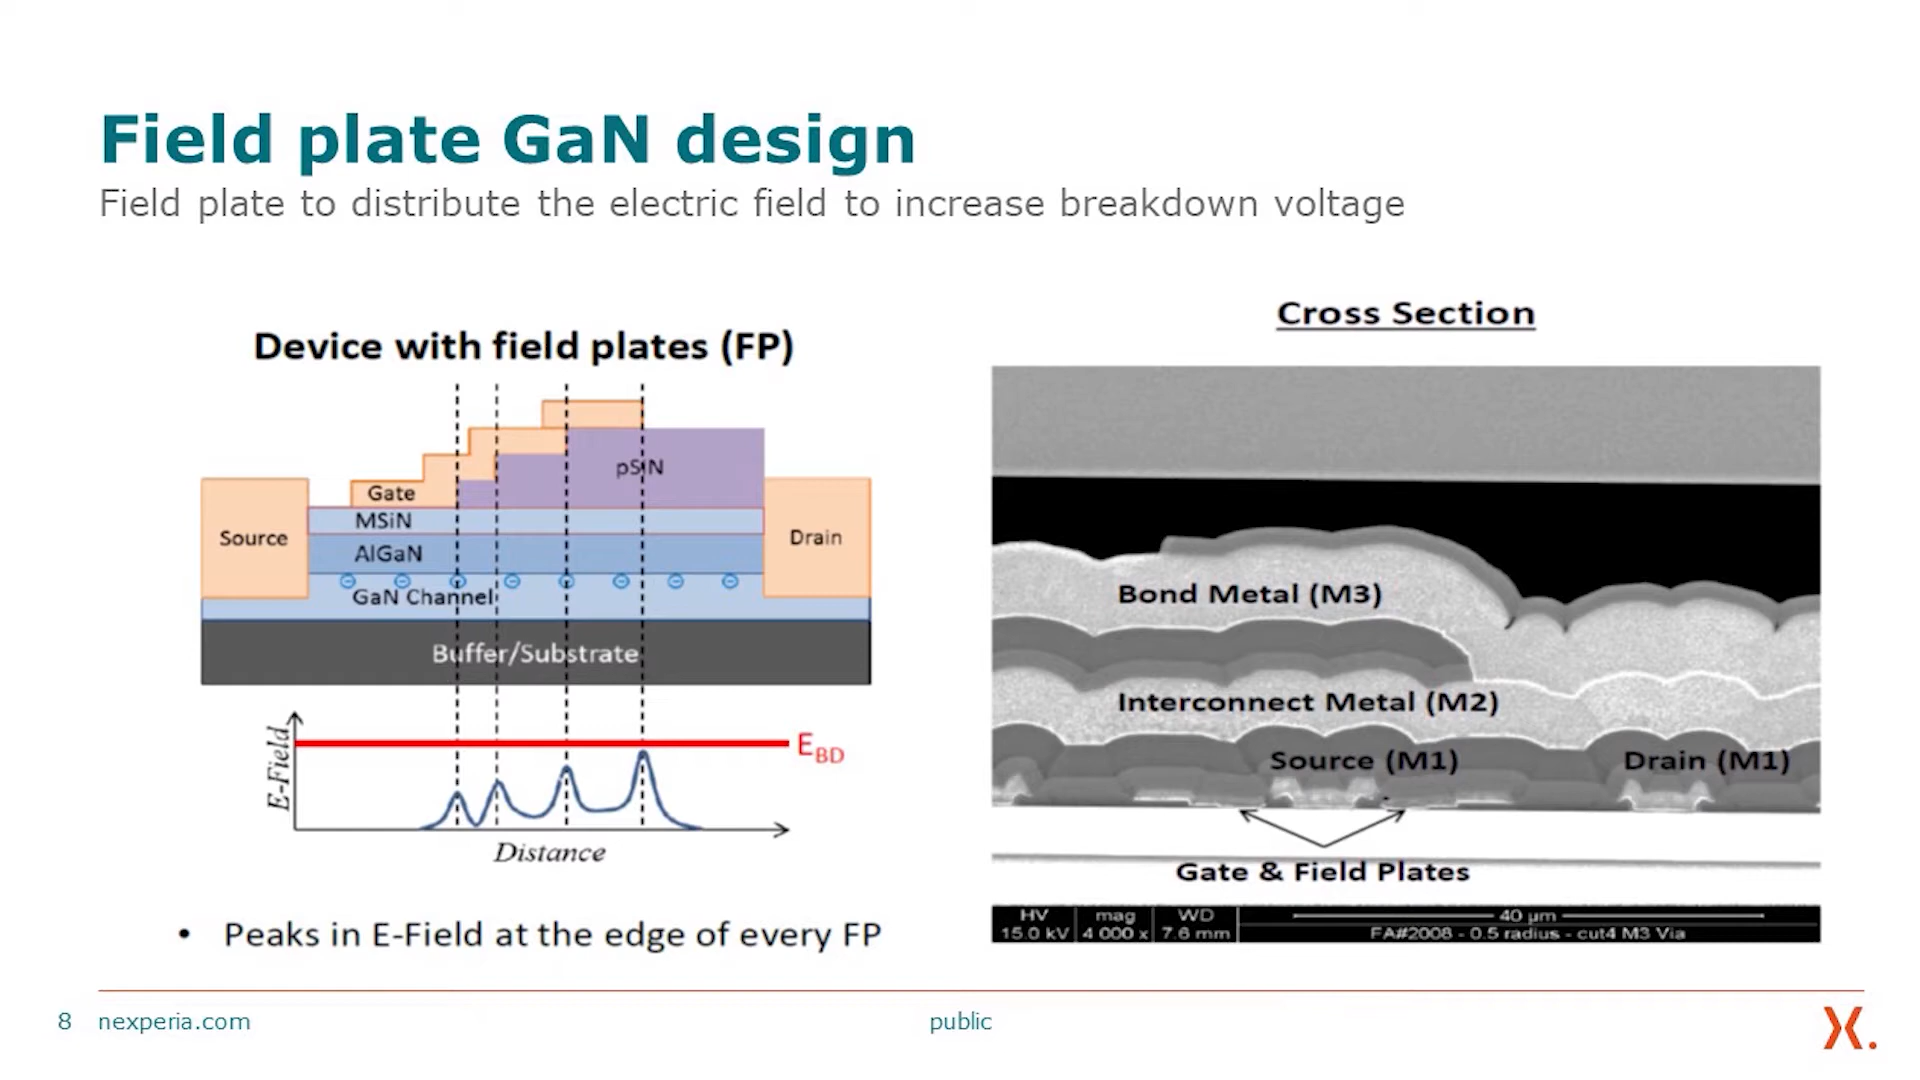 Field plate GaN design
Field plate to distribute the electric field to increase breakdown voltage
Device with field plates (FP)
pSiN
Gate
MSiN
Source
AlGaN
Drain
GaN Channel
Buffer/Substrate
E-Field
EBD
Distance
• Peaks in E-Field at the edge of every FP
Cross Section
Bond Metal (M3)
Interconnect Metal (M2)
Source (M1)
Drain (M1)
Gate & Field Plates
HV mag WD 40 µm
15.0 kV 4 000 x 7.6 mm FA#2008 - 0.5 radius - cut4 M3 Via
8 nexperia.com public